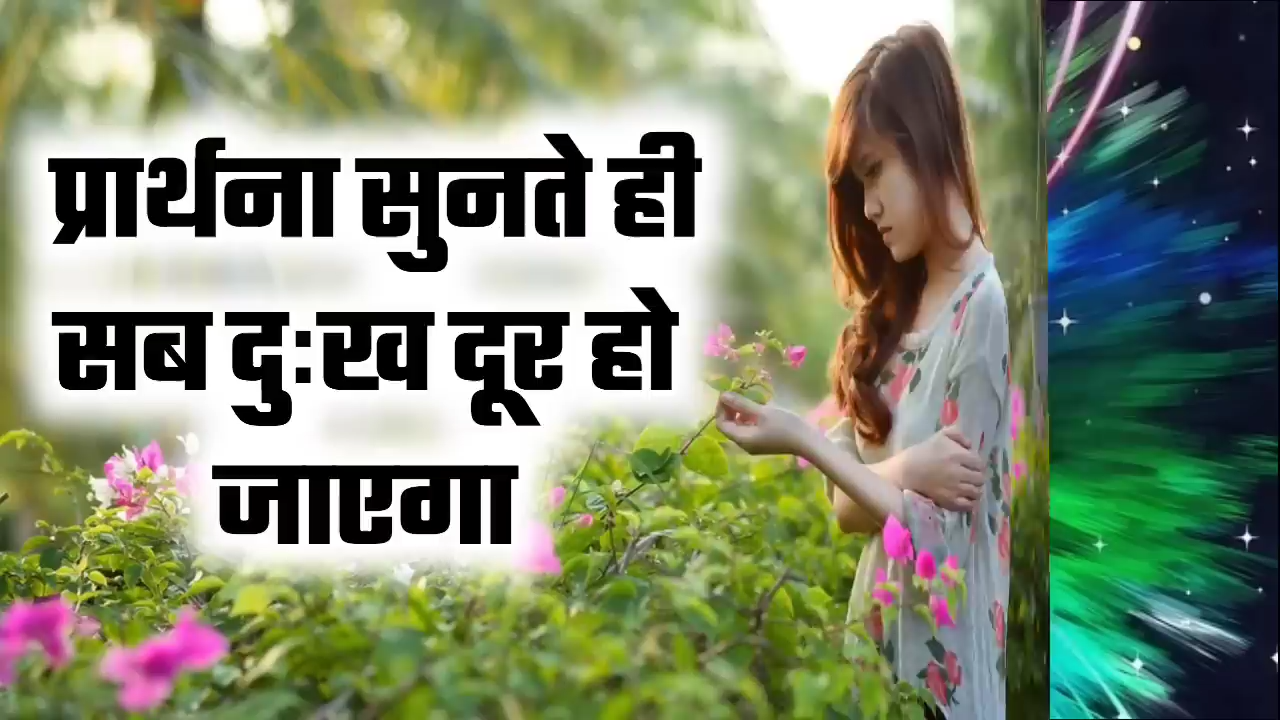 प्रार्थना सुनते ही
सब दुःख दूर हो
जाएगा